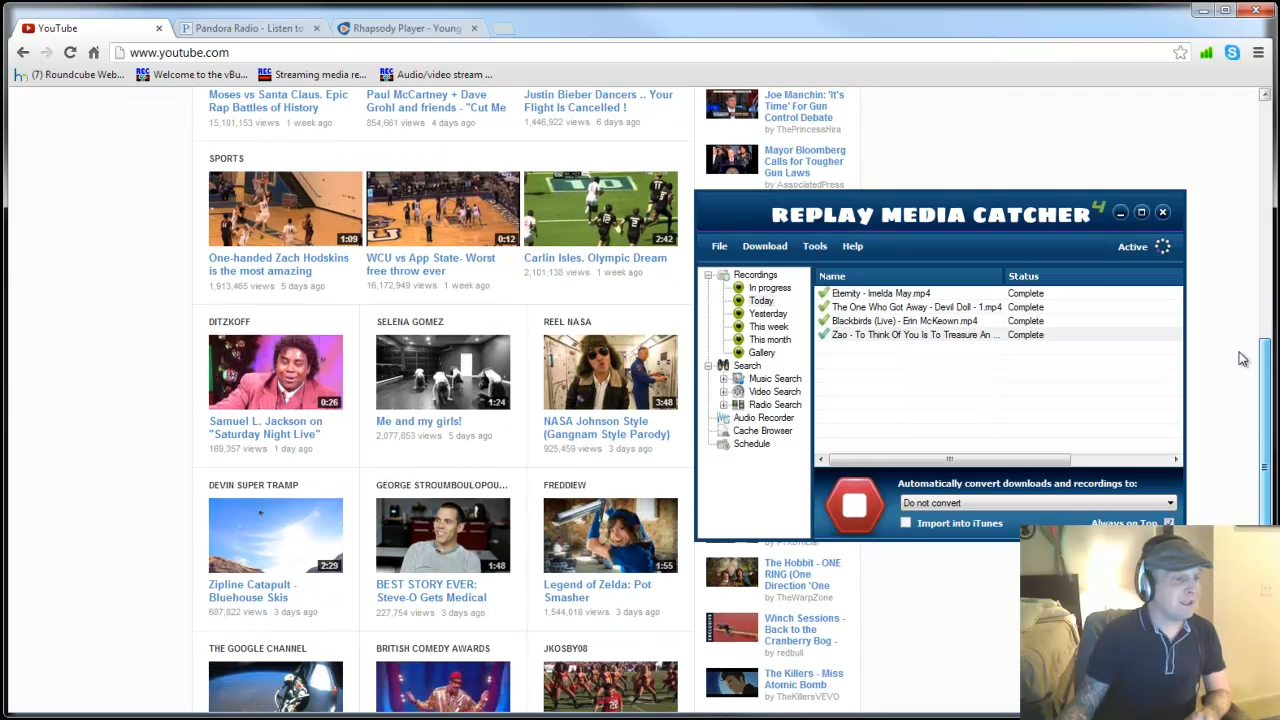 YouTube
Pandora Radio - Listen to
Rhapsody Player - Young
www.youtube.com
(7) Roundcube Web...
Welcome to the vBu...
Streaming media re...
Audio/video stream ...
Moses vs Santa Claus. Epic
Rap Battles of History
15,101,153 views 1 week ago
Paul McCartney + Dave
Grohl and friends - "Cut Me
854,661 views 4 days ago
Justin Bieber Dancers .. Your
Flight Is Cancelled !
1,446,922 views 6 days ago
SPORTS
1:09
One-handed Zach Hodskins
is the most amazing
1,913,465 views 5 days ago
0:12
WCU vs App State- Worst
free throw ever
16,172,949 views 1 week ago
2:42
Carlin Isles. Olympic Dream
2,101,138 views 1 week ago
DITZKOFF
0:26
Samuel L. Jackson on
"Saturday Night Live"
169,357 views 1 day ago
SELENA GOMEZ
1:24
Me and my girls!
2,077,853 views 5 days ago
REEL NASA
3:48
NASA Johnson Style
(Gangnam Style Parody)
925,459 views 3 days ago
DEVIN SUPER TRAMP
2:29
Zipline Catapult -
Bluehouse Skis
687,822 views 3 days ago
GEORGE STROUMBOULOPOU...
1:48
BEST STORY EVER:
Steve-O Gets Medical
227,754 views 3 days ago
FREDDIEW
1:55
Legend of Zelda: Pot
Smasher
1,544,018 views 3 days ago
THE GOOGLE CHANNEL
BRITISH COMEDY AWARDS
JKOSBY08
Joe Manchin: 'It's
Time' For Gun
Control Debate
by ThePrincessHira
Mayor Bloomberg
Calls for Tougher
Gun Laws
by AssociatedPress
REPLAY MEDIA CATCHER 4
File
Download
Tools
Help
Active
Recordings
In progress
Today
Yesterday
This week
This month
Gallery
Search
Music Search
Video Search
Radio Search
Audio Recorder
Cache Browser
Schedule
Name
Status
Eternity - Imelda May.mp4
Complete
The One Who Got Away - Devil Doll - 1.mp4
Complete
Blackbirds (Live) - Erin McKeown.mp4
Complete
Zao - To Think Of You Is To Treasure An ...
Complete
Automatically convert downloads and recordings to:
Do not convert
Import into iTunes
Always on Top
The Hobbit - ONE
RING (One
Direction 'One
by TheWarpZone
Winch Sessions -
Back to the
Cranberry Bog -
by redbull
The Killers - Miss
Atomic Bomb
by TheKillersVEVO